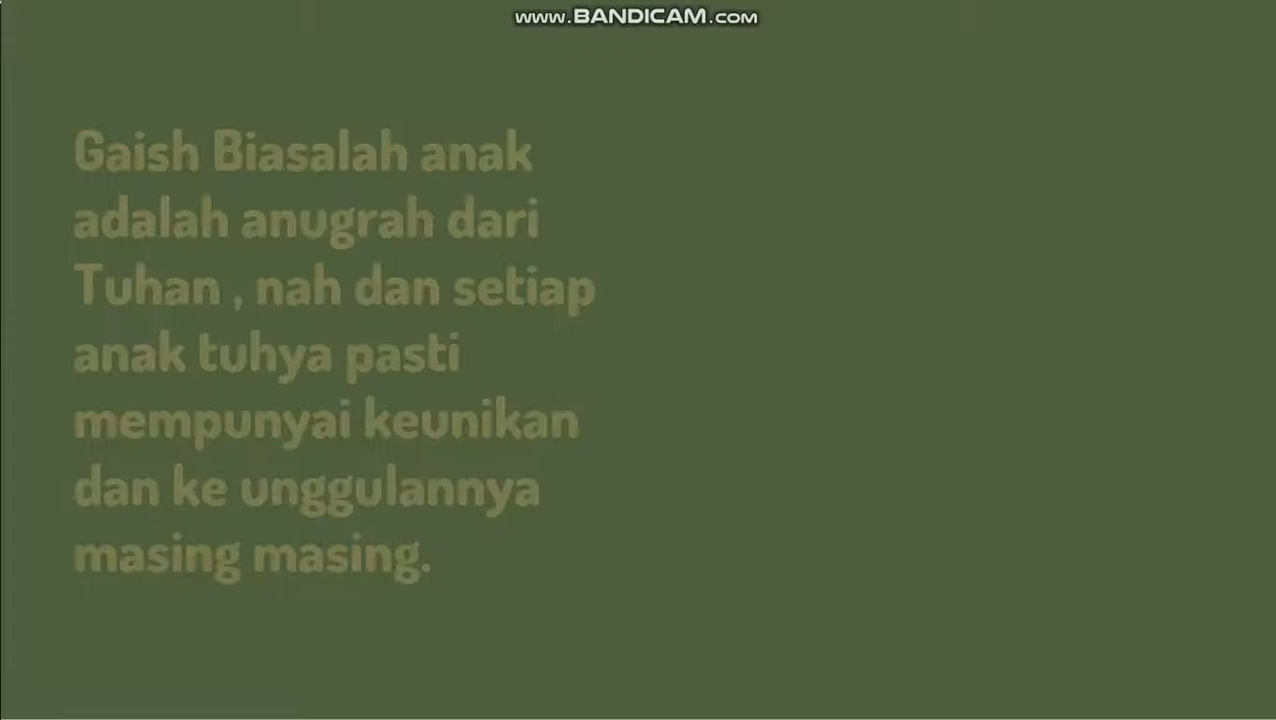 www.BANDICAM.com
Gaish Biasalah anak
adalah anugrah dari
Tuhan , nah dan setiap
anak tuhya pasti
mempunyai keunikan
dan ke unggulannya
masing masing.